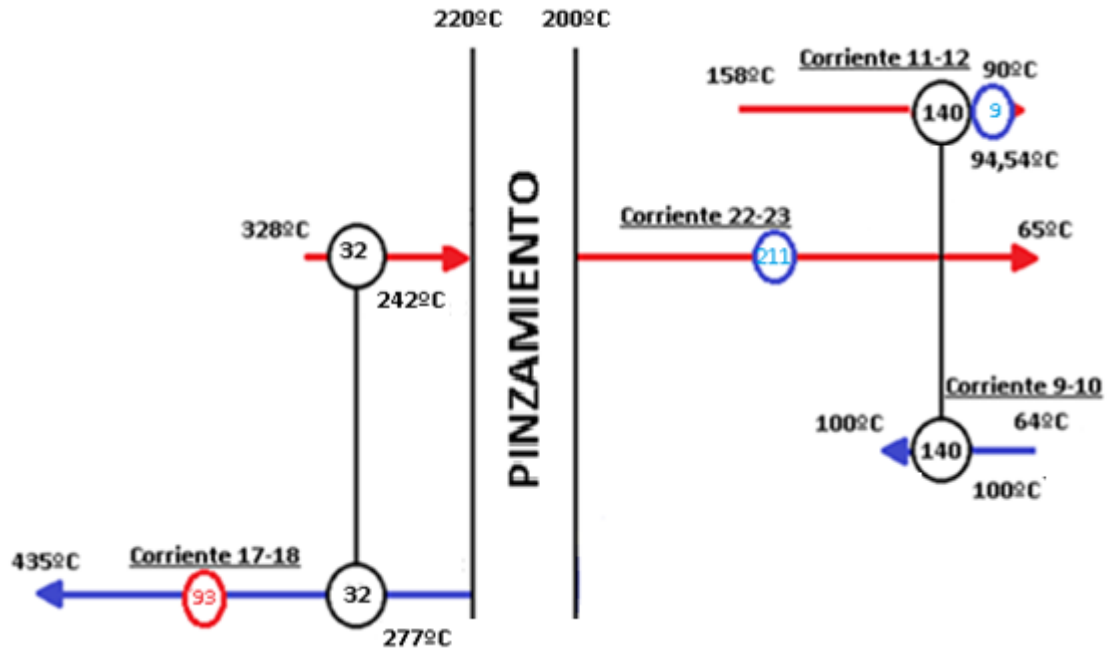 220ºC 200ºC
Corriente 11-12
158ºC 90ºC
140 9
94,54ºC
PINZAMIENTO
Corriente 22-23
328ºC 65ºC
32 211
242ºC
Corriente 9-10
100ºC 64ºC
140
100ºC
435ºC Corriente 17-18
93 32
277ºC